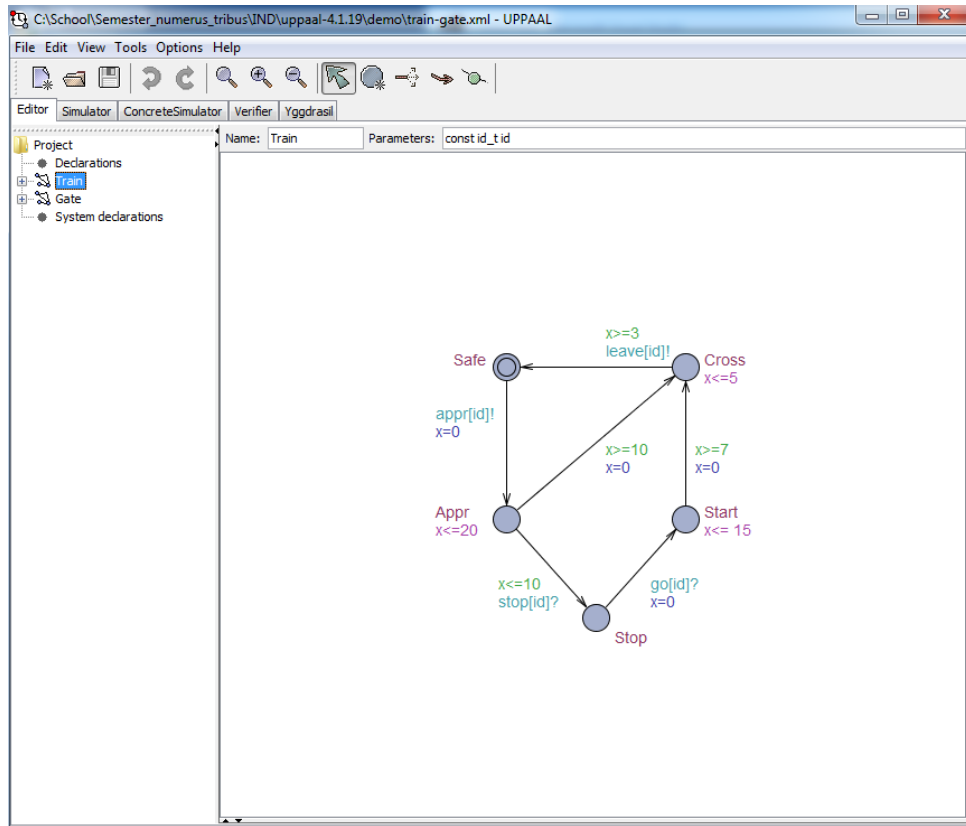 C:\School\Semester_numerus_tribus\IND\uppaal-4.1.19\demo\train-gate.xml - UPPAAL
File Edit View Tools Options Help
Editor Simulator ConcreteSimulator Verifier Yggdrasil
Project
Declarations
Train
Gate
System declarations
Name: Train Parameters: const id_t id
x>=3
leave[id]!
Safe
Cross
x<=5
appr[id]!
x=0
x>=10
x=0
x>=7
x=0
Appr
x<=20
Start
x<= 15
x<=10
stop[id]?
go[id]?
x=0
Stop